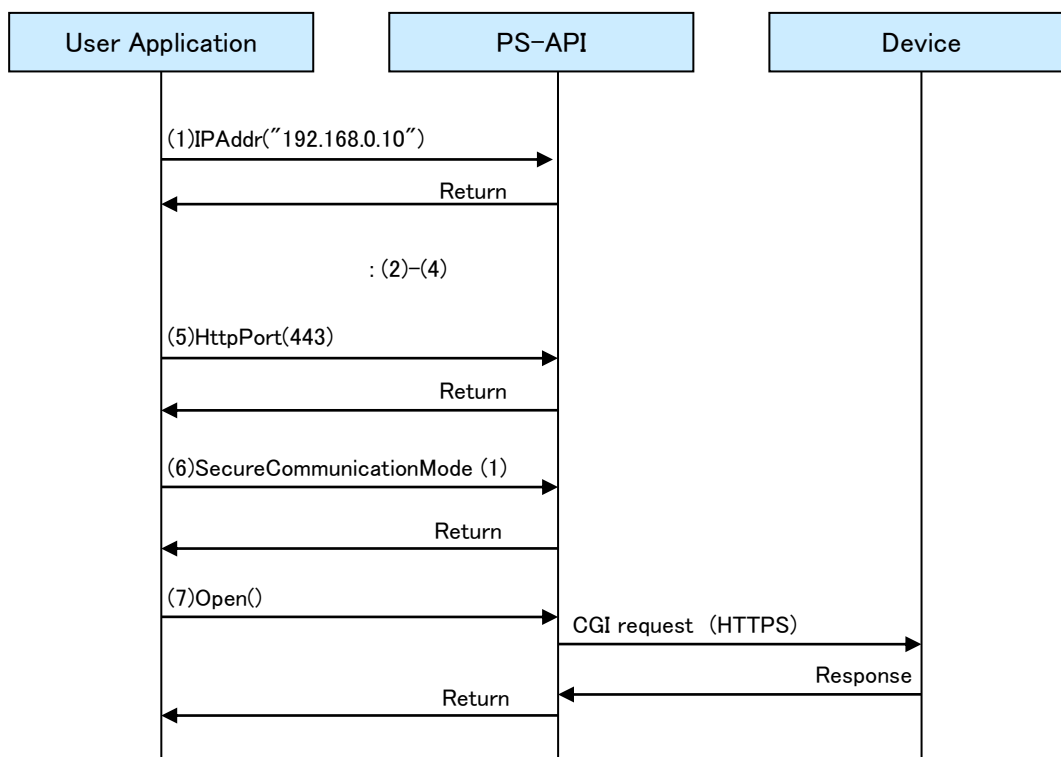 User Application
PS-API
Device
(1)IPAddr("192.168.0.10")
Return
: (2)-(4)
(5)HttpPort(443)
Return
(6)SecureCommunicationMode (1)
Return
(7)Open()
CGI request (HTTPS)
Response
Return